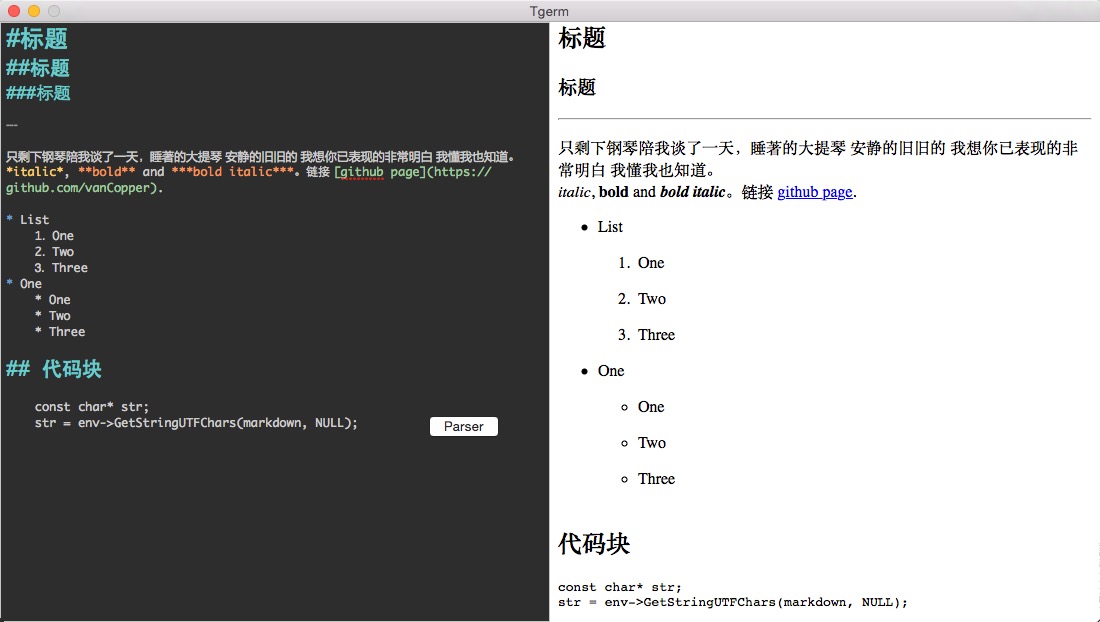 Tgerm
#标题
##标题
###标题
---
只剩下钢琴陪我谈了一天，睡著的大提琴 安静的旧旧的 我想你已表现的非常明白 我懂我也知道。
*italic*, **bold** and ***bold italic***。链接 [github page](https://
github.com/vanCopper).
* List
1. One
2. Two
3. Three
* One
* One
* Two
* Three
## 代码块
const char* str;
str = env->GetStringUTFChars(markdown, NULL);
Parser
标题
标题
只剩下钢琴陪我谈了一天，睡著的大提琴 安静的旧旧的 我想你已表现的非
常明白 我懂我也知道。
italic, bold and bold italic。链接 github page.
• List
1. One
2. Two
3. Three
• One
◦ One
◦ Two
◦ Three
代码块
const char* str;
str = env->GetStringUTFChars(markdown, NULL);